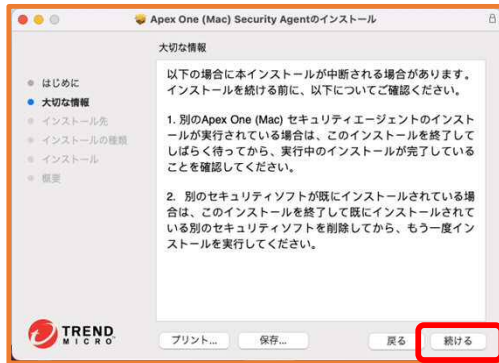 Apex One (Mac) Security Agentのインストール
大切な情報
はじめに
大切な情報
インストール先
インストールの種類
インストール
概要
以下の場合に本インストールが中断される場合があります。
インストールを続ける前に、以下についてご確認ください。
1. 別のApex One (Mac) セキュリティエージェントのインスト
ールが実行されている場合は、このインストールを終了して
しばらく待ってから、実行中のインストールが完了している
ことを確認してください。
2. 別のセキュリティソフトが既にインストールされている場
合は、このインストールを終了して既にインストールされて
いる別のセキュリティソフトを削除してから、もう一度イン
ストールを実行してください。
TREND
MICRO
プリント...
保存...
戻る
続ける